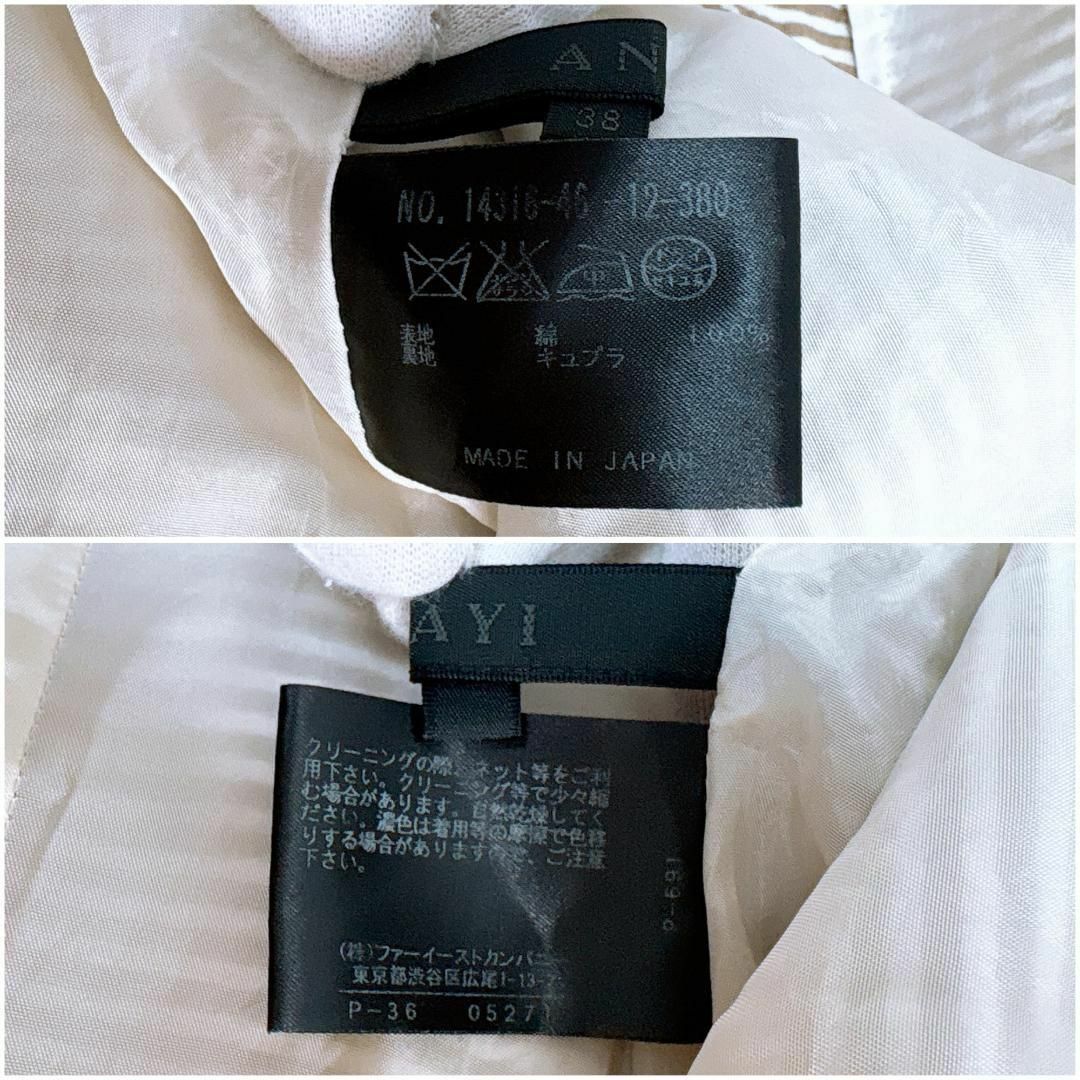 AN
38
NO. 14318-46 -12-380
表地 綿 100%
裏地 キュプラ
MADE IN JAPAN
AYI
クリーニングの際、ネット等をご利
用下さい。クリーニング等で少々縮
む場合があります。自然乾燥してく
ださい。濃色は着用等の摩擦で色移
りする場合がありますので、ご注意
下さい。
P-691
(株)ファーイーストカンパニ
東京都渋谷区広尾1-13-
P-36 05271